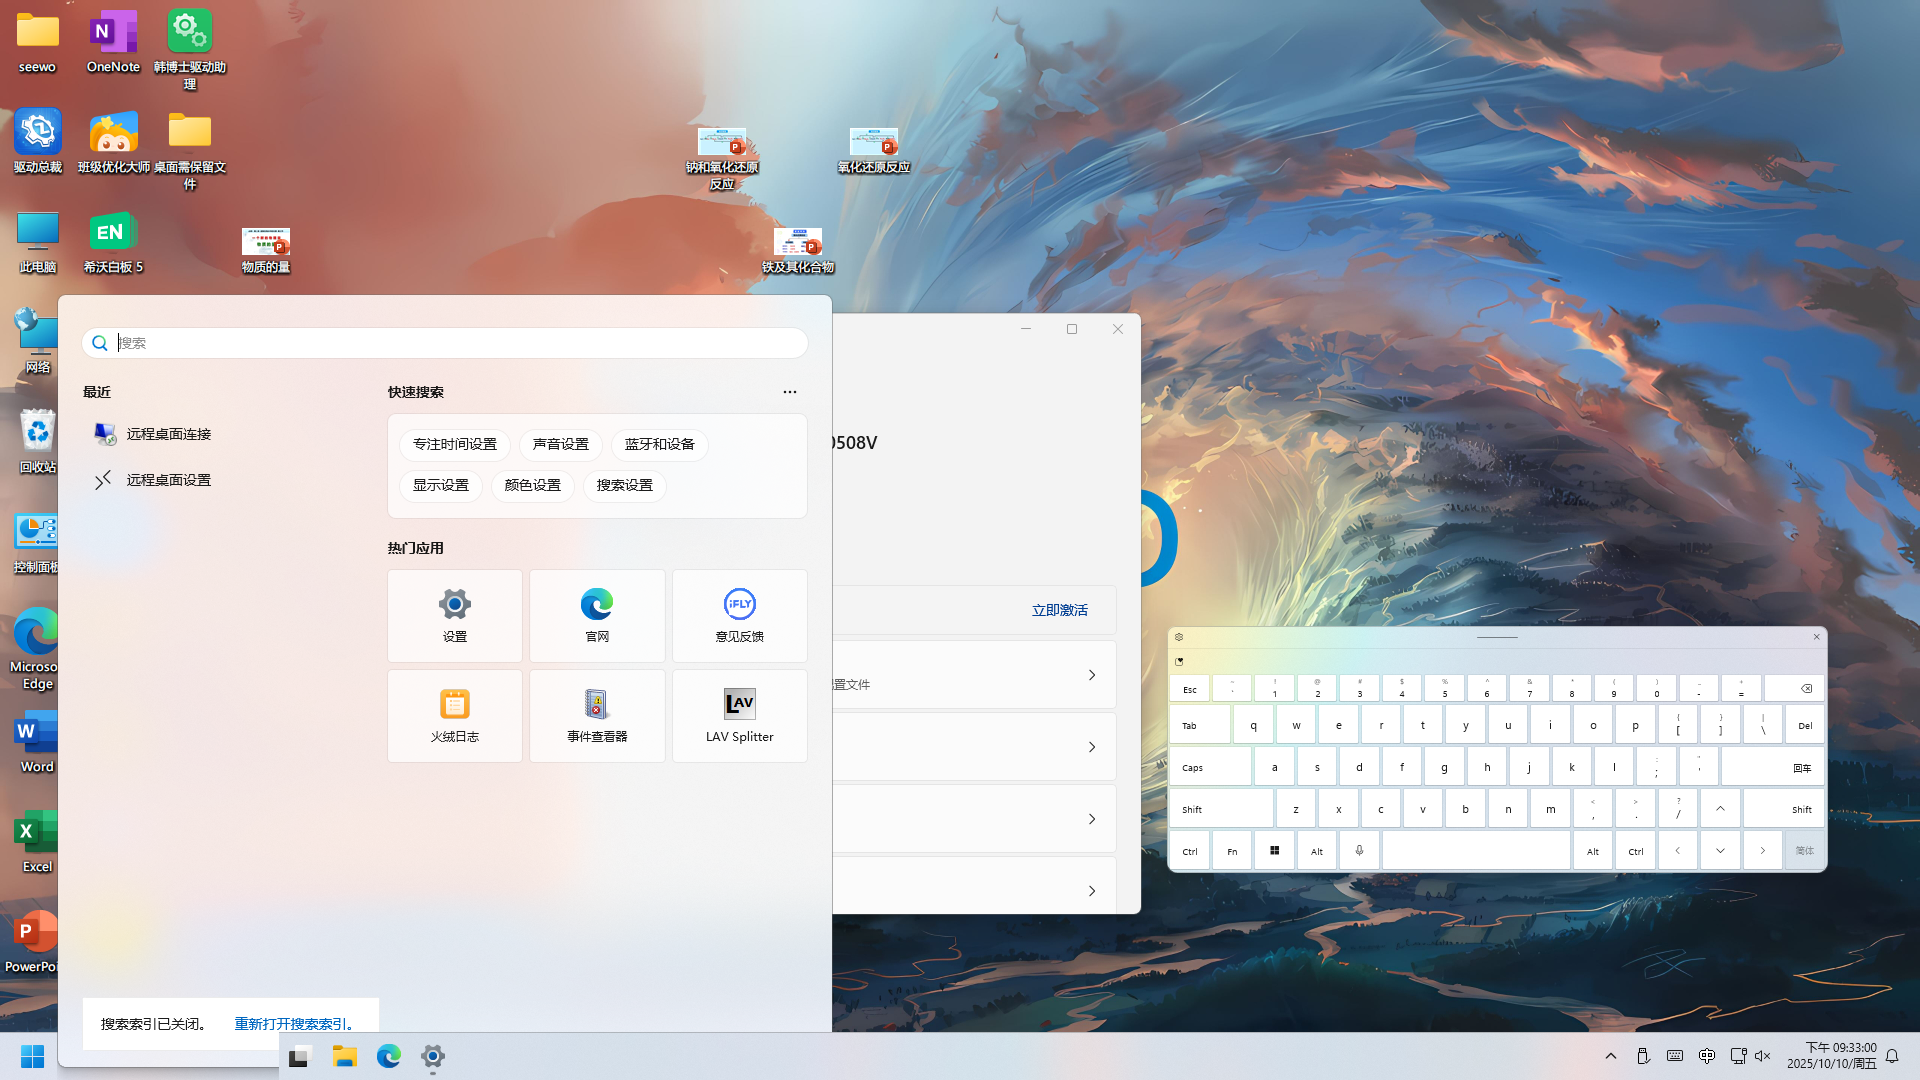 seewo
OneNote
韩博士驱动助
理
驱动总裁
班级优化大师
桌面需保留文
件
钠和氧化还原
反应
氧化还原反应
此电脑
EN
希沃白板 5
物质的量
铁及其化合物
网络
回收站
控制面板
Microso
Edge
Word
Excel
PowerPoi
搜索
最近
远程桌面连接
远程桌面设置
快速搜索
专注时间设置
声音设置
蓝牙和设备
显示设置
颜色设置
搜索设置
热门应用
设置
官网
iFLY
意见反馈
火绒日志
事件查看器
LAV
LAV Splitter
搜索索引已关闭。
重新打开搜索索引。
0508V
立即激活
置文件
Esc ~ ` ! 1 @ 2 # 3 $ 4 % 5 ^ 6 & 7 * 8 ( 9 ) 0 _ - + =
Tab q w e r t y u i o p { [ } ] | \ Del
Caps a s d f g h j k l : ; " ' 回车
Shift z x c v b n m < , > . ? / Shift
Ctrl Fn Alt Alt Ctrl 简体
中
下午 09:33:00
2025/10/10/周五